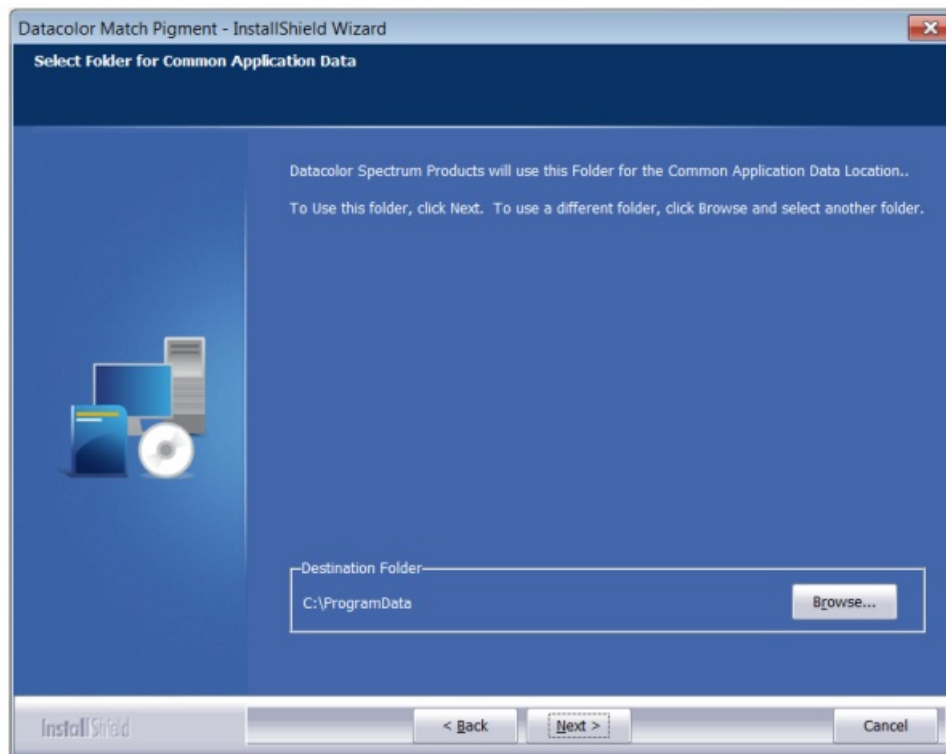 Datacolor Match Pigment - InstallShield Wizard
Select Folder for Common Application Data
Datacolor Spectrum Products will use this Folder for the Common Application Data Location..
To Use this folder, click Next. To use a different folder, click Browse and select another folder.
Destination Folder
C:\ProgramData
Browse...
InstallShield
< Back
Next >
Cancel